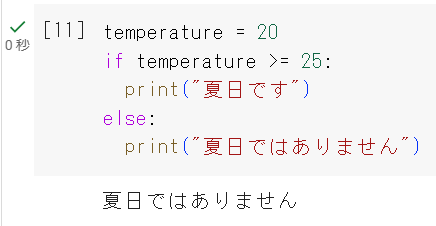 [11] temperature = 20
if temperature >= 25:
  print("夏日です")
else:
  print("夏日ではありません")
0 秒
夏日ではありません